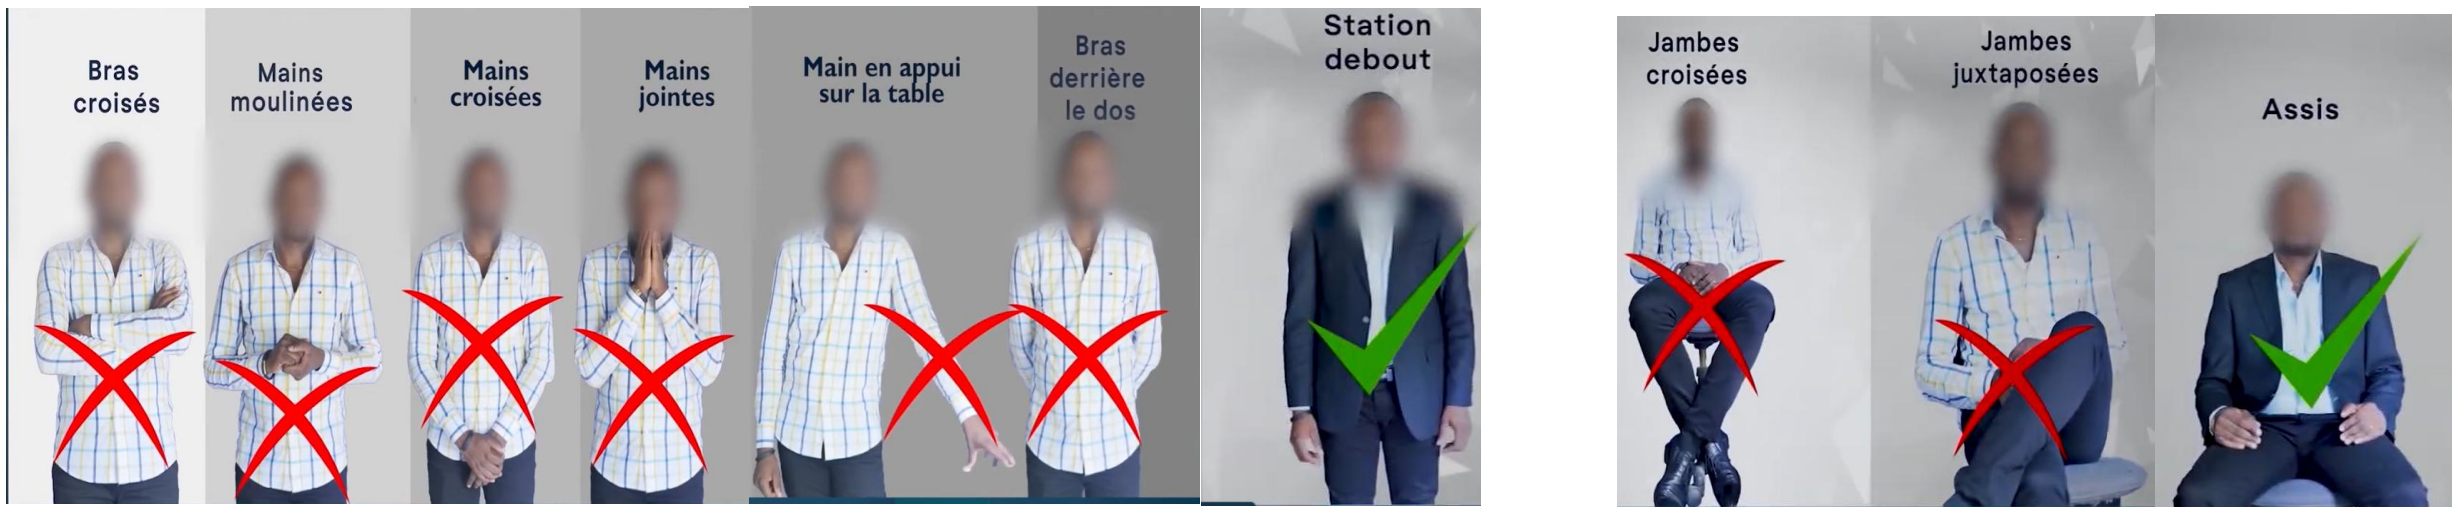 Bras
croisés
Mains
moulinées
Mains
croisées
Mains
jointes
Main en appui
sur la table
Bras
derrière
le dos
Station
debout
Jambes
croisées
Jambes
juxtaposées
Assis